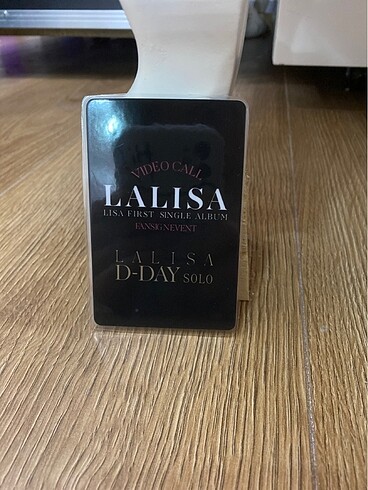 VIDEO CALL
LALISA
LISA FIRST SINGLE ALBUM
FANSIGN EVENT
LALISA
D-DAY SOLO